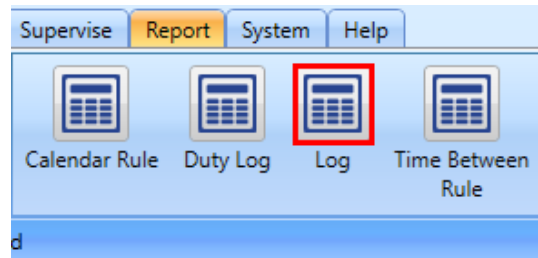 Supervise Report System Help
Calendar Rule Duty Log Log Time Between
Rule
d